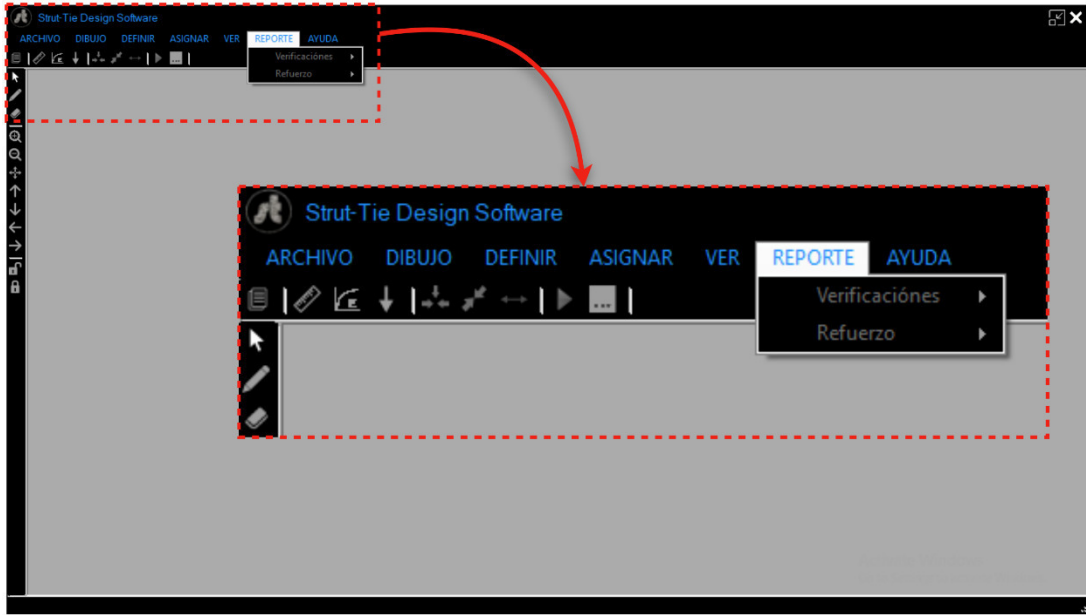 Strut-Tie Design Software
ARCHIVO DIBUJO DEFINIR ASIGNAR VER REPORTE AYUDA
Verificaciónes
Refuerzo
Strut-Tie Design Software
ARCHIVO DIBUJO DEFINIR ASIGNAR VER REPORTE AYUDA
Verificaciónes
Refuerzo